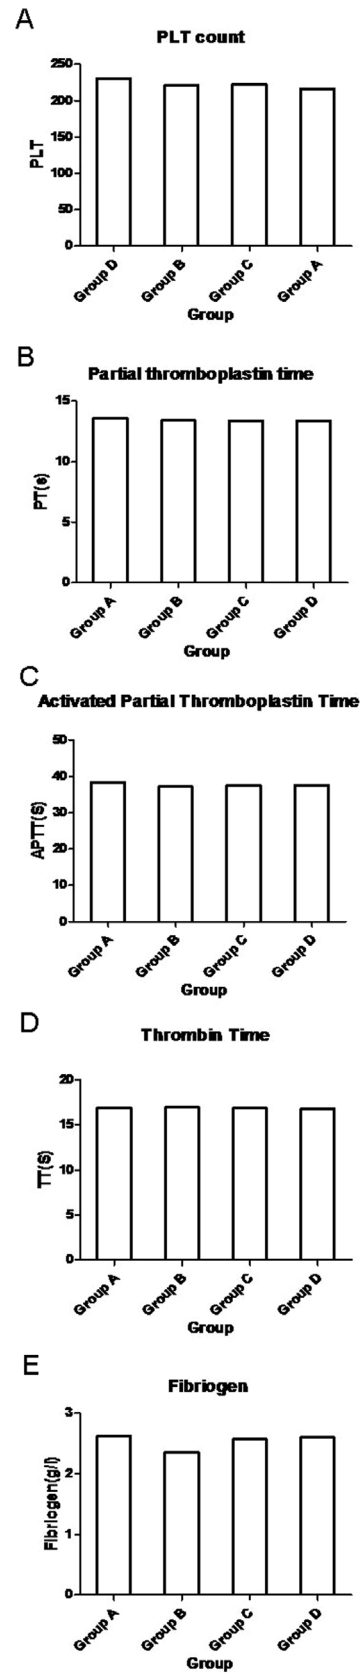 A
PLT count
250
200
150
100
50
0
PLT
Group D
Group B
Group C
Group A
Group
B
Partial thromboplastin time
15
10
5
0
PT(s)
Group A
Group B
Group C
Group D
Group
C
Activated Partial Thromboplastin Time
50
40
30
20
10
0
APTT(S)
Group A
Group B
Group C
Group D
Group
D
Thrombin Time
20
15
10
5
0
TT(S)
Group A
Group B
Group C
Group D
Group
E
Fibriogen
3
2
1
0
Fibriogen(g/l)
Group A
Group B
Group C
Group D
Group